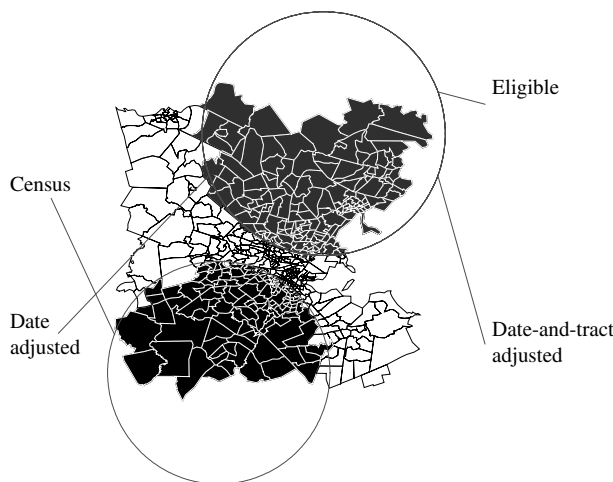 Eligible
Census
Date
adjusted
Date-and-tract
adjusted